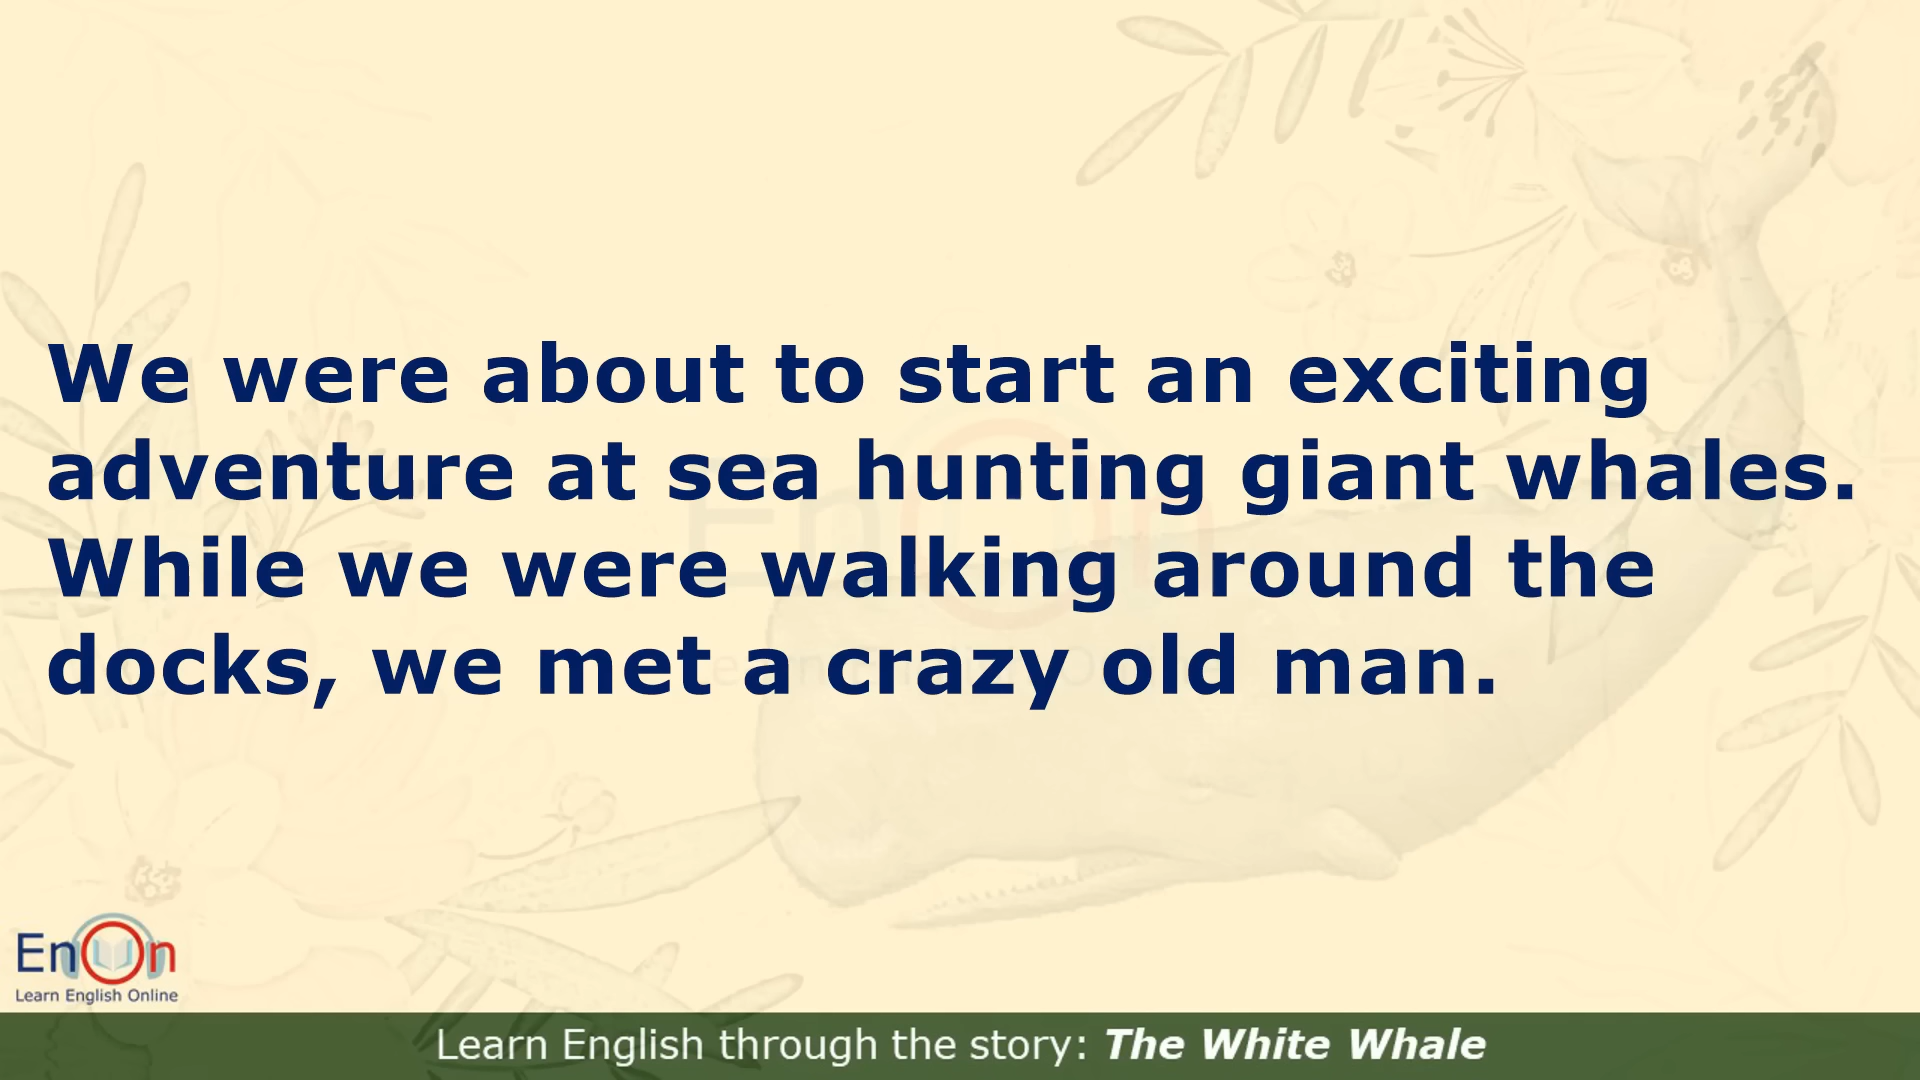 We were about to start an exciting
adventure at sea hunting giant whales.
While we were walking around the
docks, we met a crazy old man.
EnOn
Learn English Online
Learn English through the story: The White Whale